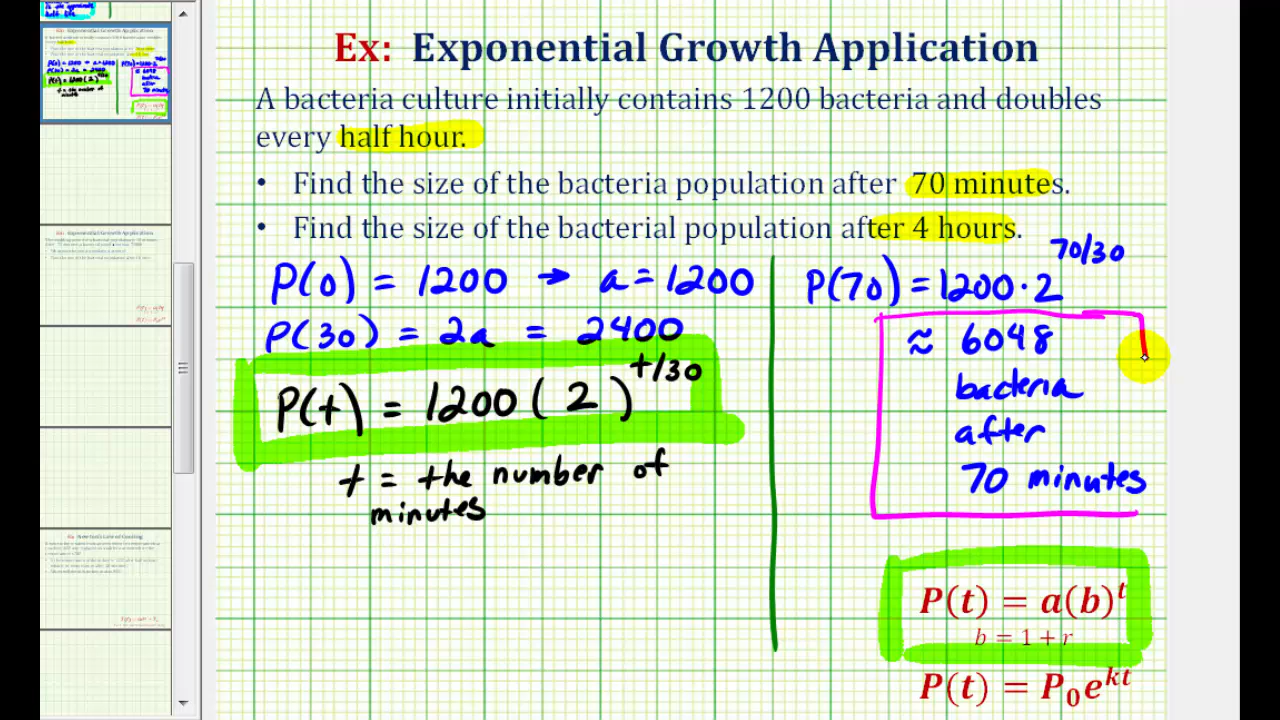 Ex: Exponential Growth Application
A bacteria culture initially contains 1200 bacteria and doubles
every half hour.
• Find the size of the bacteria population after 70 minutes.
• Find the size of the bacterial population after 4 hours.
P(0) = 1200 → a = 1200
P(30) = 2a = 2400
P(t) = 1200 ( 2 )^t/30
t = the number of
minutes
P(70) = 1200 · 2^70/30
≈ 6048
bacteria
after
70 minutes
P(t) = a(b)^t
b = 1 + r
P(t) = P₀e^kt